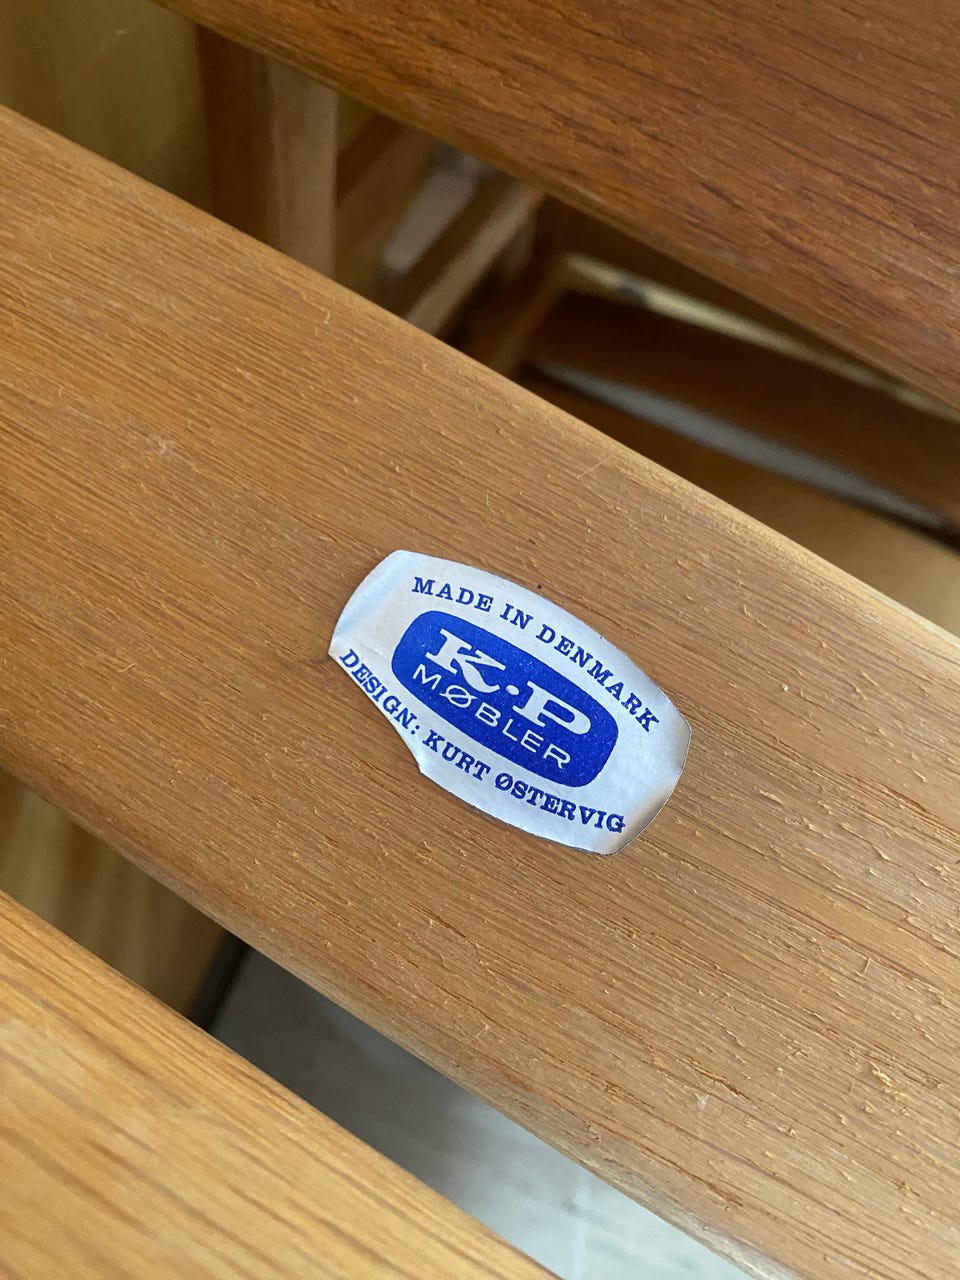 MADE IN DENMARK
K·P
MØBLER
DESIGN: KURT ØSTERVIG